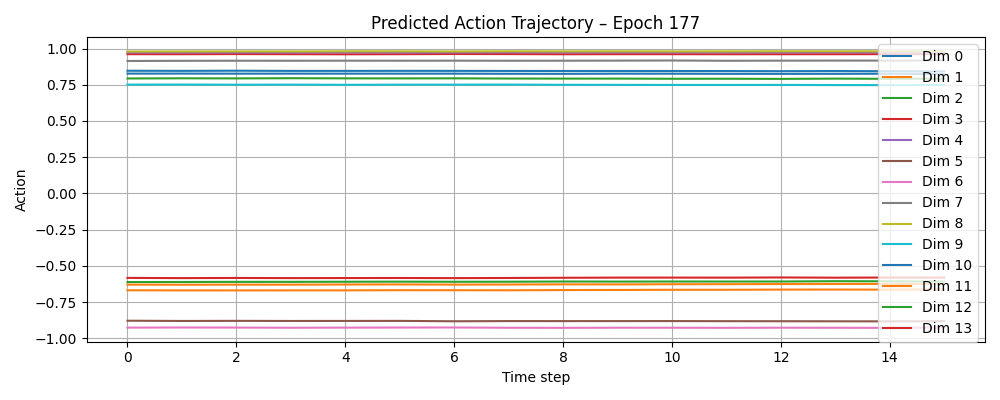 Predicted Action Trajectory – Epoch 177
1.00
0.75
0.50
0.25
0.00
−0.25
−0.50
−0.75
−1.00
Action
0 2 4 6 8 10 12 14
Time step
Dim 0
Dim 1
Dim 2
Dim 3
Dim 4
Dim 5
Dim 6
Dim 7
Dim 8
Dim 9
Dim 10
Dim 11
Dim 12
Dim 13